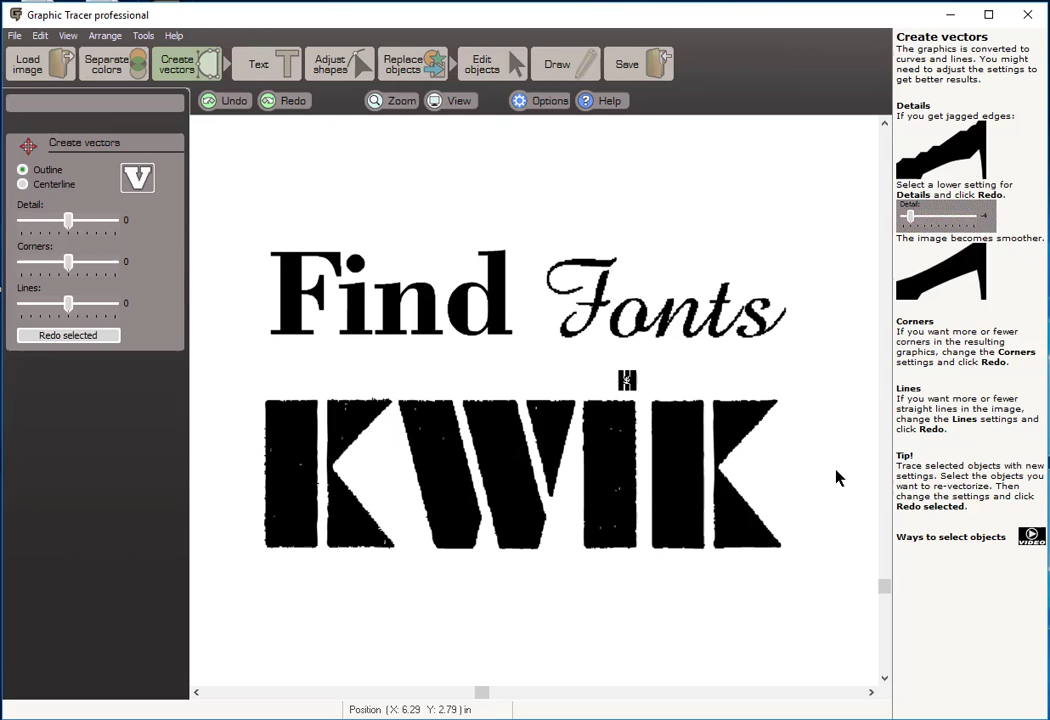 Graphic Tracer professional
File Edit View Arrange Tools Help
Load image
Separate colors
Create vectors
Text
Adjust shapes
Replace objects
Edit objects
Draw
Save
Undo
Redo
Zoom
View
Options
Help
Create vectors
Outline
Centerline
V
Detail:
0
Corners:
0
Lines:
0
Redo selected
Find Fonts
KWiK
Position ( X: 6.29 Y: 2.79 ) in
Create vectors
The graphics is converted to
curves and lines. You might
need to adjust the settings to
get better results.
Details
If you get jagged edges:
Select a lower setting for
Details and click Redo.
Detail:
-4
The image becomes smoother.
Corners
If you want more or fewer
corners in the resulting
graphics, change the Corners
settings and click Redo.
Lines
If you want more or fewer
straight lines in the image,
change the Lines settings and
click Redo.
Tip!
Trace selected objects with new
settings. Select the objects you
want to re-vectorize. Then
change the settings and click
Redo selected.
Ways to select objects
VIDEO